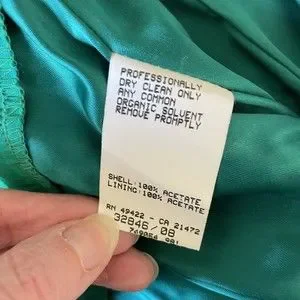 PROFESSIONALLY
DRY CLEAN ONLY
ANY COMMON
ORGANIC SOLVENT
REMOVE PROMPTLY
SHELL:100% ACETATE
LINING:100% ACETATE
RN 49422 - CA 21472
32846/08